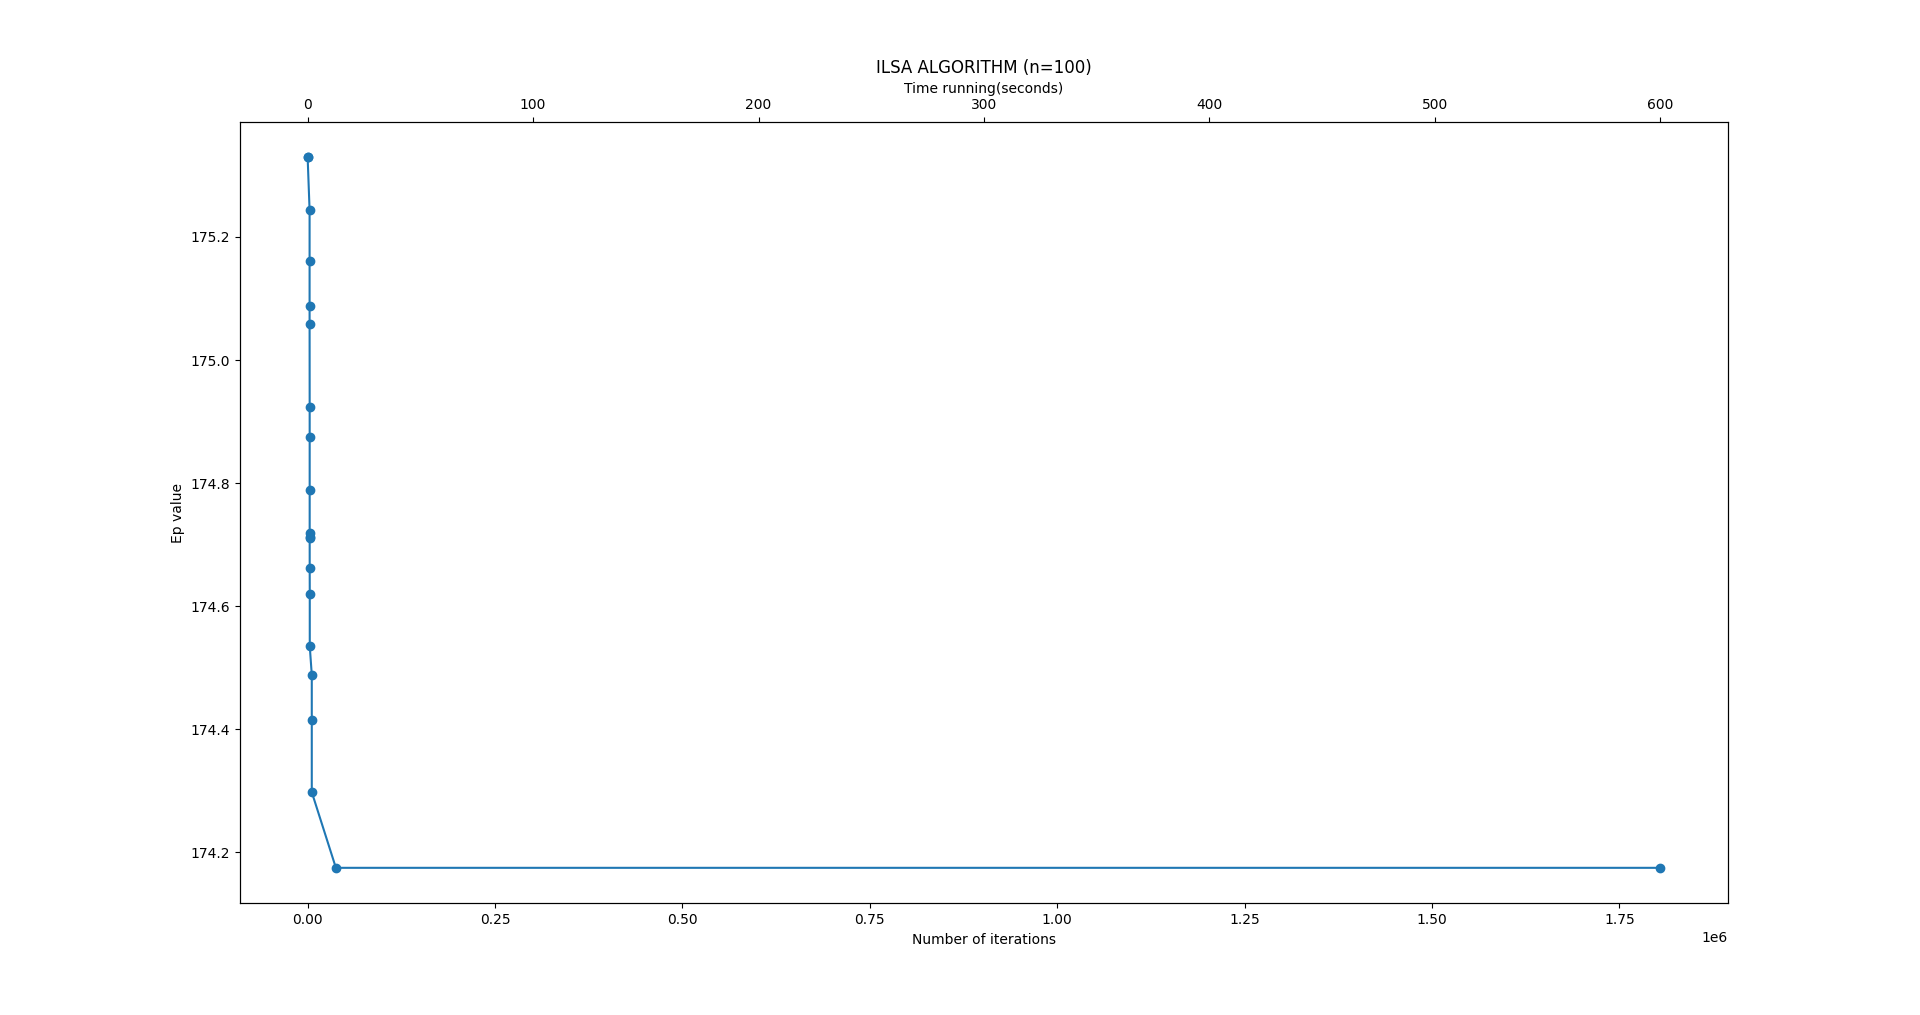 ILSA ALGORITHM (n=100)
Time running(seconds)
0 100 200 300 400 500 600
175.2
175.0
174.8
174.6
174.4
174.2
Ep value
0.00 0.25 0.50 0.75 1.00 1.25 1.50 1.75
Number of iterations
1e6